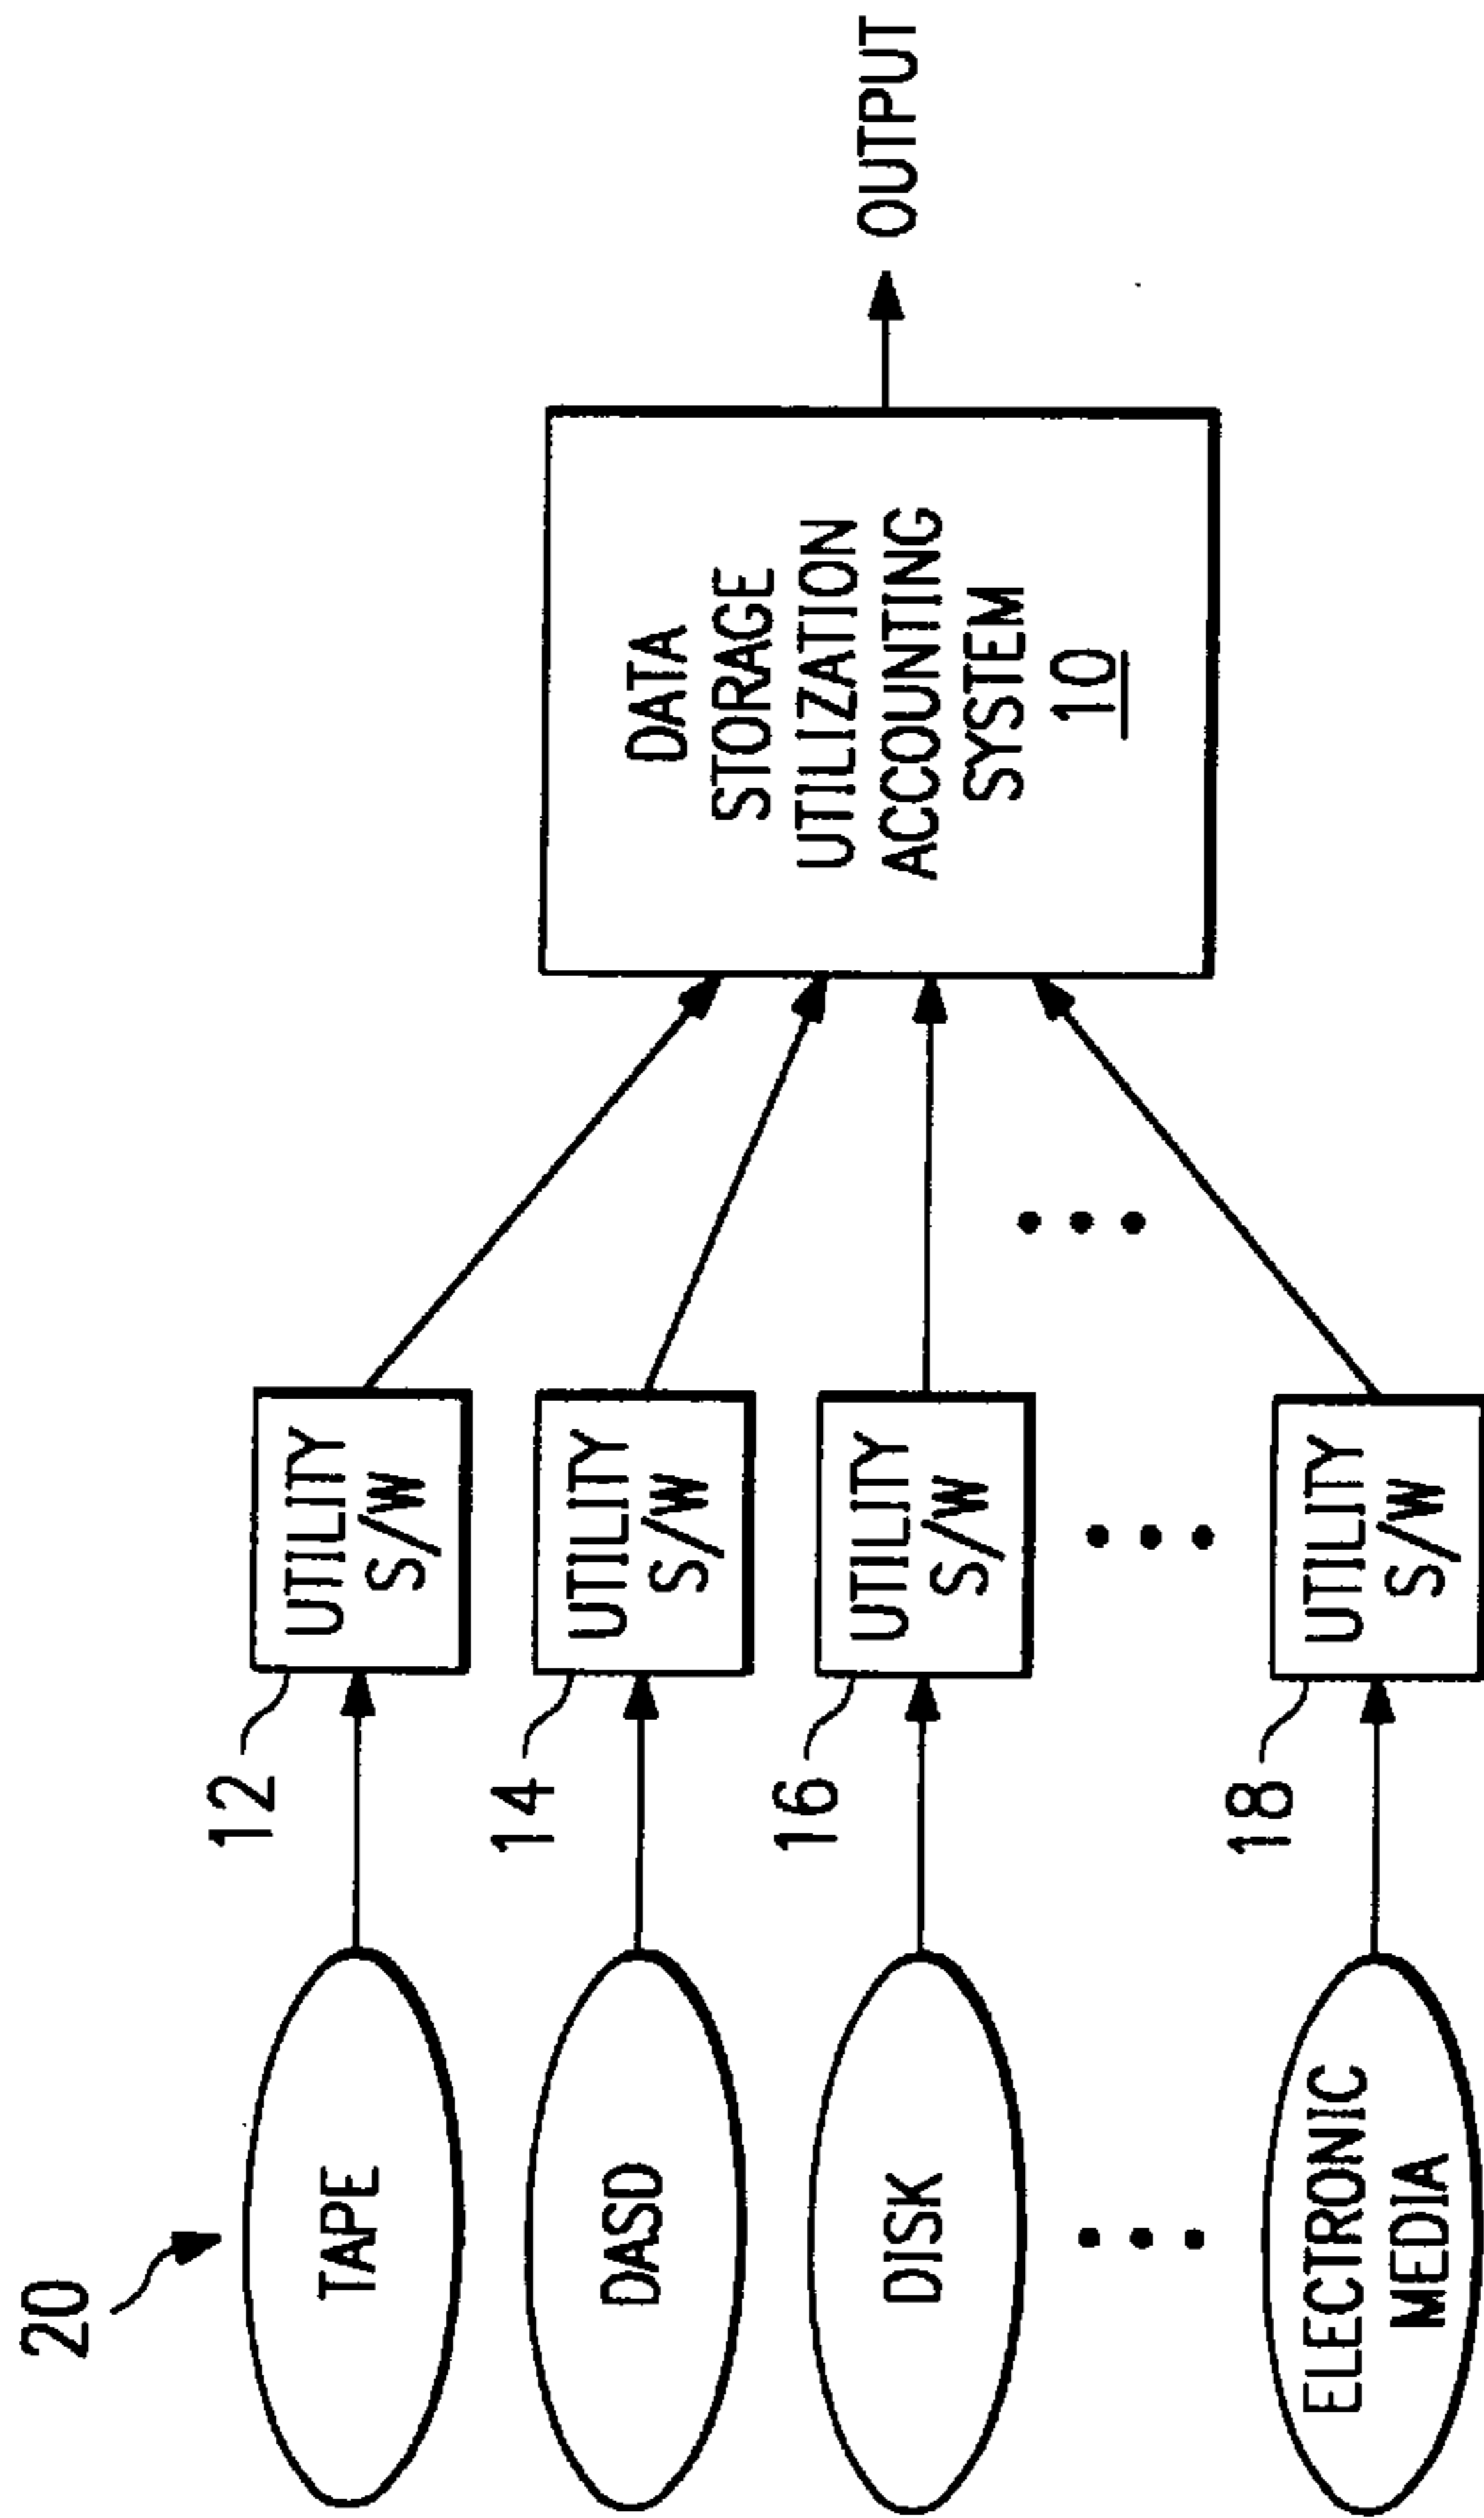 20
TAPE
12
UTILITY
S/W
DASD
14
UTILITY
S/W
DISK
16
UTILITY
S/W
ELECTRONIC
MEDIA
18
UTILITY
S/W
DATA
STORAGE
UTILIZATION
ACCOUNTING
SYSTEM
10
OUTPUT